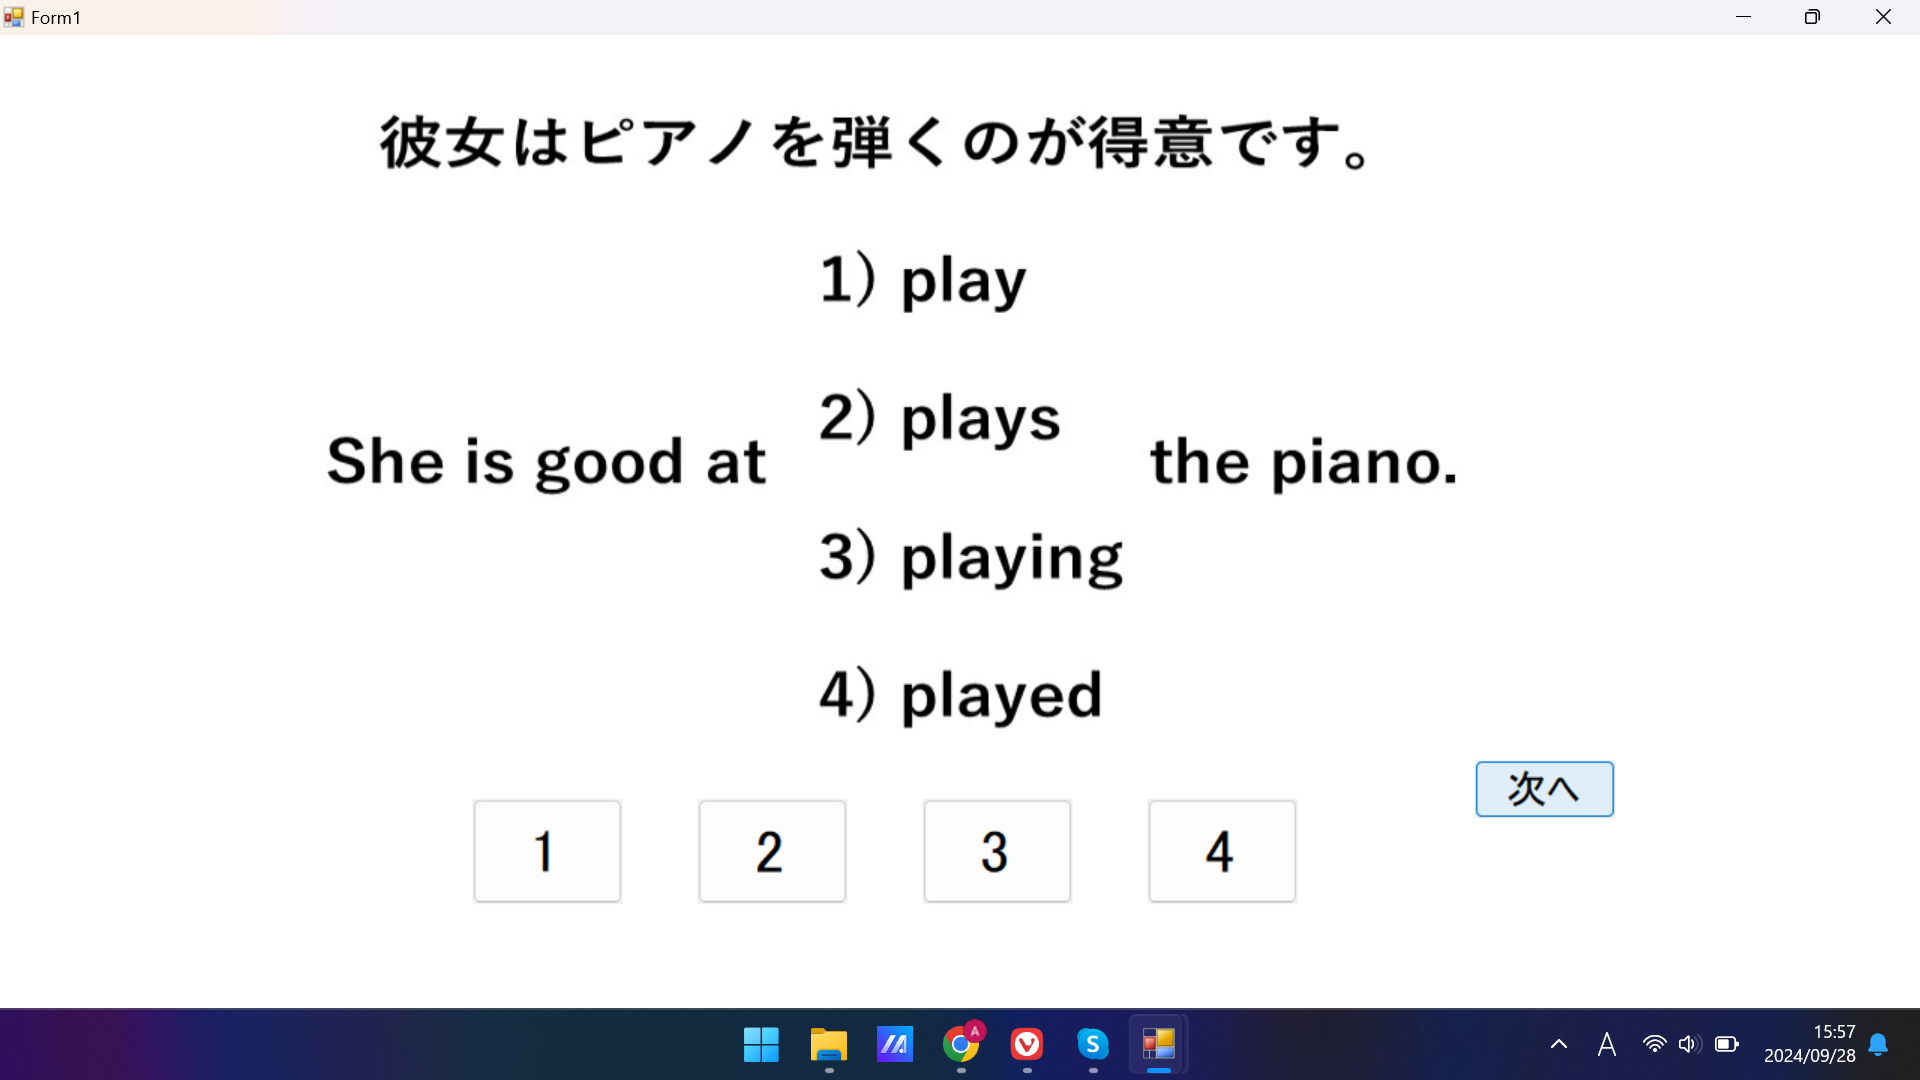 Form1
彼女はピアノを弾くのが得意です。
1) play
2) plays
She is good at
the piano.
3) playing
4) played
次へ
1
2
3
4
A
S
A
15:57
2024/09/28